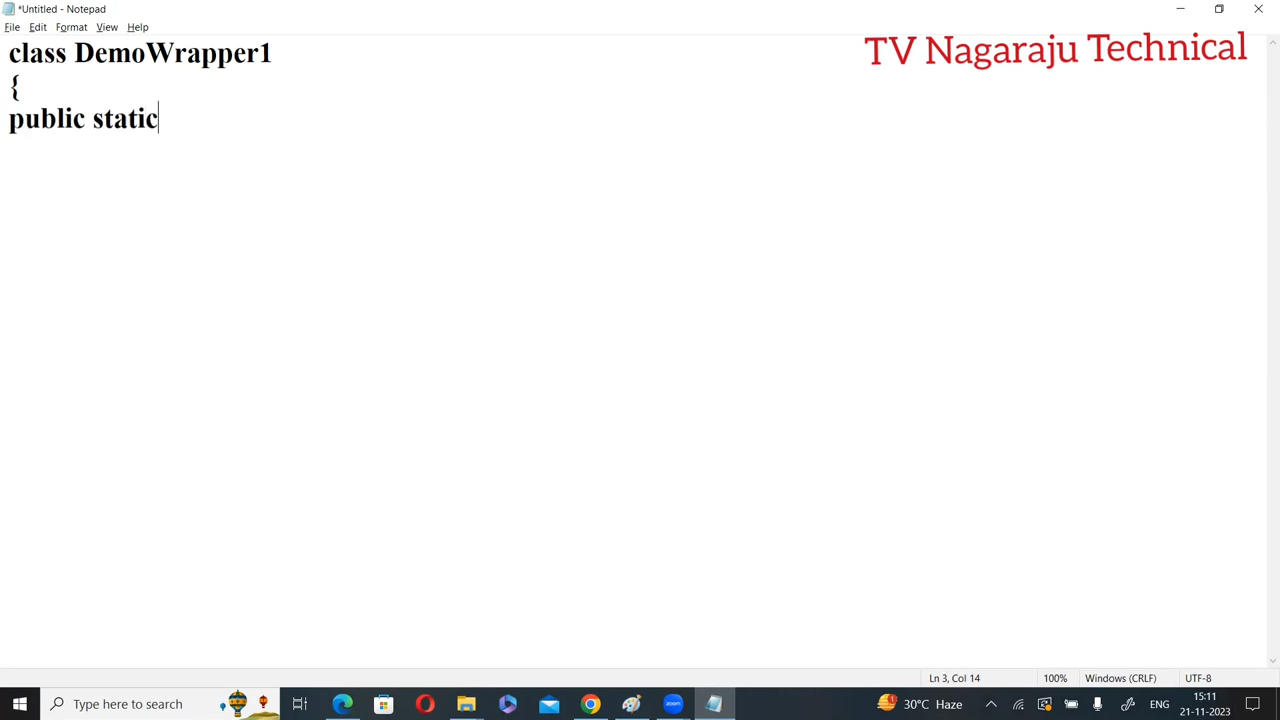 *Untitled - Notepad
File Edit Format View Help
class DemoWrapper1
{
public static
TV Nagaraju Technical
Ln 3, Col 14 100% Windows (CRLF) UTF-8
Type here to search
zoom
30°C Haze
ENG
15:11
21-11-2023